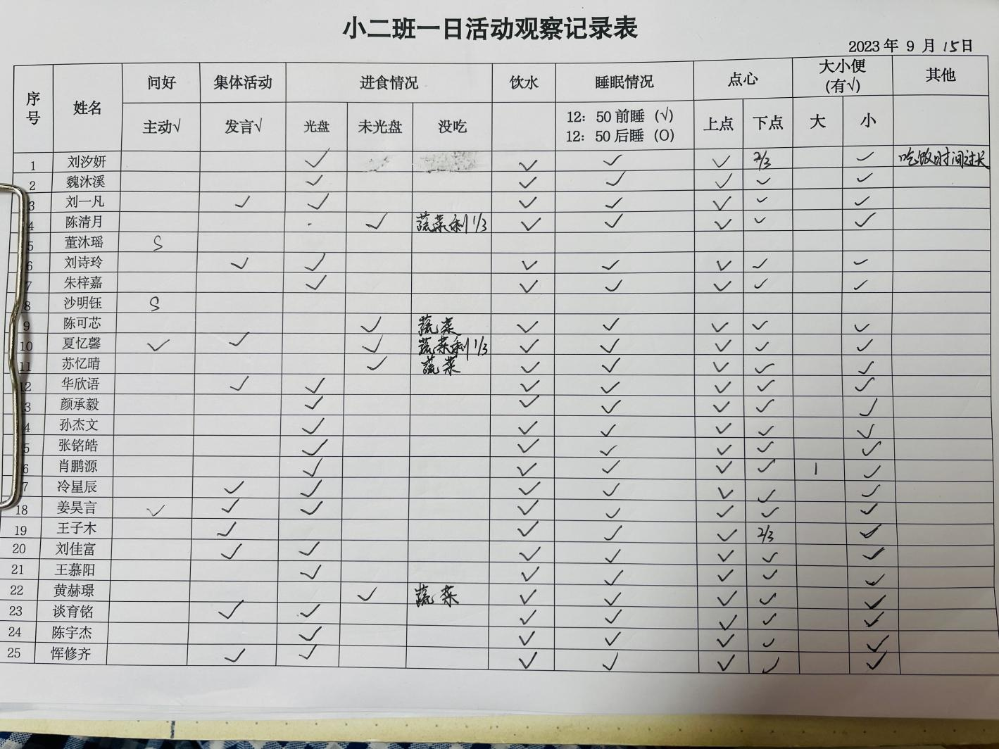 小二班一日活动观察记录表
2023 年 9 月 15日
序号 姓名 问好 集体活动 进食情况 饮水 睡眠情况 点心 大小便(有√) 其他
主动√ 发言√ 光盘 未光盘 没吃 12：50前睡（√） 12：50后睡（O） 上点 下点 大 小
1 刘汐妍 ✓ ✓ ✓ ✓ 2/3 ✓ 吃饭时间过长
2 魏沐溪 ✓ ✓ ✓ ✓ ✓ ✓
3 刘一凡 ✓ ✓ ✓ ✓ ✓ ✓ ✓
4 陈清月 ✓ 蔬菜剩1/3 ✓ ✓ ✓ ✓ ✓
5 董沐瑶 S
6 刘诗玲 ✓ ✓ ✓ ✓ ✓ ✓ ✓
7 朱梓嘉 ✓ ✓ ✓ ✓ ✓ ✓
8 沙明钰 S
9 陈可芯 ✓ 蔬菜 ✓ ✓ ✓ ✓ ✓
10 夏忆馨 ✓ ✓ ✓ 蔬菜剩1/3 ✓ ✓ ✓ ✓ ✓
11 苏忆晴 ✓ 蔬菜 ✓ ✓ ✓ ✓ ✓
12 华欣语 ✓ ✓ ✓ ✓ ✓ ✓ ✓
3 颜承毅 ✓ ✓ ✓ ✓ ✓ ✓
4 孙杰文 ✓ ✓ ✓ ✓ ✓ ✓
5 张铭皓 ✓ ✓ ✓ ✓ ✓ ✓
6 肖鹏源 ✓ ✓ ✓ ✓ ✓ 1 ✓
7 冷星辰 ✓ ✓ ✓ ✓ ✓ ✓ ✓
18 姜昊言 ✓ ✓ ✓ ✓ ✓ ✓ ✓ ✓
19 王子木 ✓ ✓ ✓ ✓ 2/3 ✓
20 刘佳富 ✓ ✓ ✓ ✓ ✓ ✓ ✓
21 王慕阳 ✓ ✓ ✓ ✓ ✓ ✓
22 黄赫璟 ✓ 蔬菜 ✓ ✓ ✓ ✓ ✓
23 谈育铭 ✓ ✓ ✓ ✓ ✓ ✓ ✓
24 陈宇杰 ✓ ✓ ✓ ✓ ✓ ✓
25 恽修齐 ✓ ✓ ✓ ✓ ✓ ✓ ✓